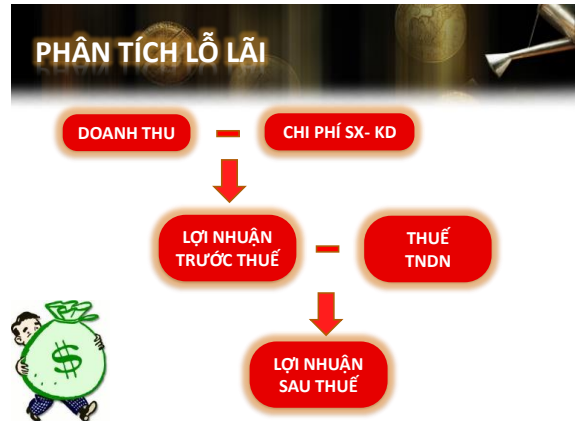 PHÂN TÍCH LỖ LÃI
DOANH THU
CHI PHÍ SX- KD
LỢI NHUẬN
TRƯỚC THUẾ
THUẾ
TNDN
$
LỢI NHUẬN
SAU THUẾ